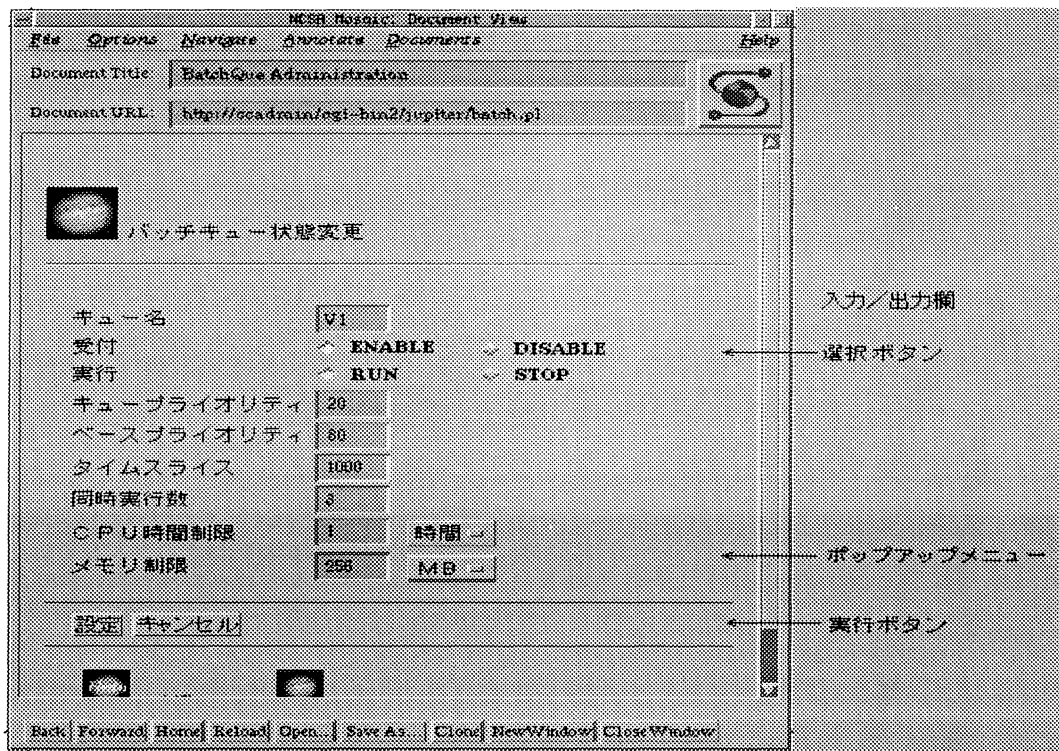 NCSA Mosaic: Document View
File Options Navigate Annotate Documents Help
Document Title: BatchQue Administration
Document URL: http://ccadmin/cgi-bin2/jupiter/batch.pl
バッチキュー状態変更
キュー名 V1
受付 ENABLE DISABLE
実行 RUN STOP
キュープライオリティ 20
ベースプライオリティ 60
タイムスライス 1000
同時実行数 3
CPU時間制限 1 時間
メモリ制限 256 MB
設定 キャンセル
Back Forward Home Reload Open... Save As... Clone New Window Close Window
入力/出力欄
選択ボタン
ポップアップメニュー
実行ボタン